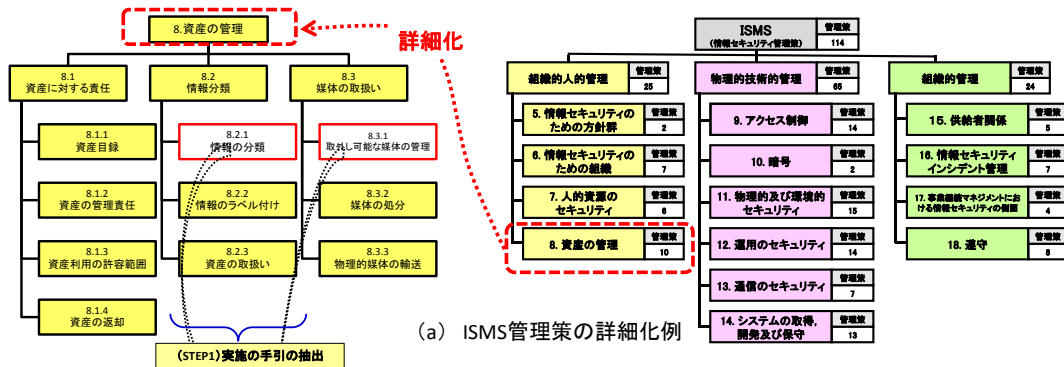 8.資産の管理
8.1
資産に対する責任
8.2
情報分類
8.3
媒体の取扱い
8.1.1
資産目録
8.2.1
情報の分類
8.3.1
取外し可能な媒体の管理
8.1.2
資産の管理責任
8.2.2
情報のラベル付け
8.3.2
媒体の処分
8.1.3
資産利用の許容範囲
8.2.3
資産の取扱い
8.3.3
物理的媒体の輸送
8.1.4
資産の返却
(STEP1)実施の手引の抽出
詳細化
ISMS
(情報セキュリティ管理策)
管理策
114
組織的人的管理
管理策
25
5. 情報セキュリティの
ための方針群
管理策
2
6. 情報セキュリティの
ための組織
管理策
7
7. 人的資源の
セキュリティ
管理策
6
8. 資産の管理
管理策
10
物理的技術的管理
管理策
65
9. アクセス制御
管理策
14
10. 暗号
管理策
2
11. 物理的及び環境的
セキュリティ
管理策
15
12. 運用のセキュリティ
管理策
14
13. 通信のセキュリティ
管理策
7
14. システムの取得,
開発及び保守
管理策
13
組織的管理
管理策
24
15. 供給者関係
管理策
5
16. 情報セキュリティ
インシデント管理
管理策
7
17. 事業継続マネジメントにお
ける情報セキュリティの側面
管理策
4
18. 遵守
管理策
8
(a) ISMS管理策の詳細化例